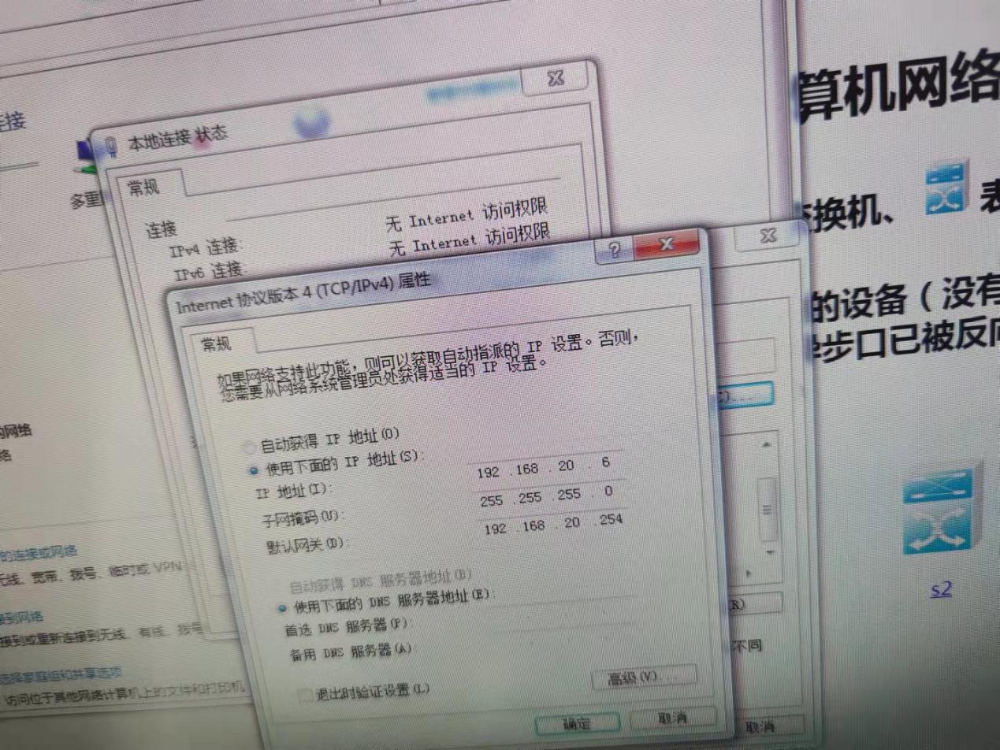 连接
多重
本地连接 状态
常规
连接
IPv4 连接:
无 Internet 访问权限
IPv6 连接:
无 Internet 访问权限
Internet 协议版本 4 (TCP/IPv4) 属性
常规
如果网络支持此功能，则可以获取自动指派的 IP 设置。否则，
您需要从网络系统管理员处获得适当的 IP 设置。
自动获得 IP 地址(O)
使用下面的 IP 地址(S):
IP 地址(I):
192 . 168 . 20 . 6
子网掩码(U):
255 . 255 . 255 . 0
默认网关(D):
192 . 168 . 20 . 254
自动获得 DNS 服务器地址(B)
使用下面的 DNS 服务器地址(E):
首选 DNS 服务器(P):
备用 DNS 服务器(A):
退出时验证设置(L)
高级(V)...
确定
取消
的网络
络
的连接或网络
无线、宽带、拨号、临时或 VPN
接到网络
接到或重新连接到无线、有线、拨号
选择家庭组和共享选项
访问位于其他网络计算机上的文件和打印机
R)
不同
取消
算机网络
换机、
表
的设备（没有
步口已被反向
s2